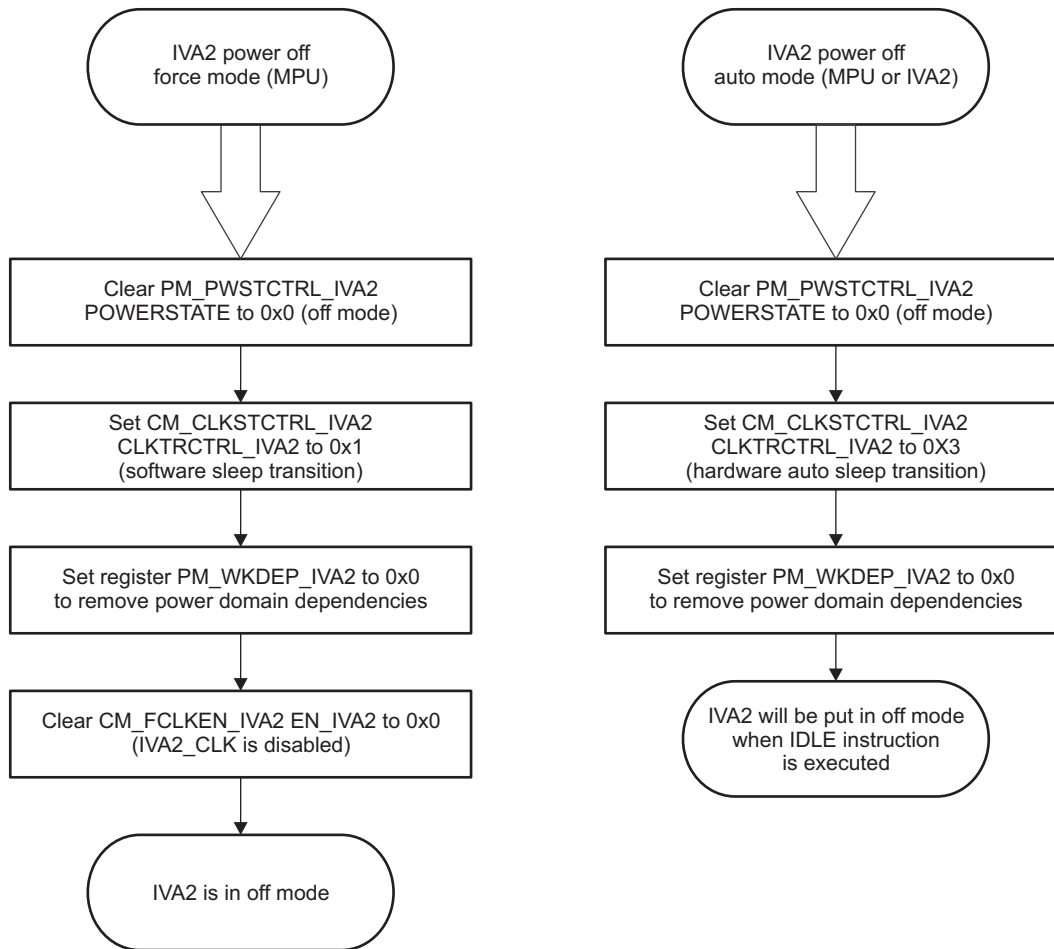 IVA2 power off
force mode (MPU)
Clear PM_PWSTCTRL_IVA2
POWERSTATE to 0x0 (off mode)
Set CM_CLKSTCTRL_IVA2
CLKTRCTRL_IVA2 to 0x1
(software sleep transition)
Set register PM_WKDEP_IVA2 to 0x0
to remove power domain dependencies
Clear CM_FCLKEN_IVA2 EN_IVA2 to 0x0
(IVA2_CLK is disabled)
IVA2 is in off mode
IVA2 power off
auto mode (MPU or IVA2)
Clear PM_PWSTCTRL_IVA2
POWERSTATE to 0x0 (off mode)
Set CM_CLKSTCTRL_IVA2
CLKTRCTRL_IVA2 to 0X3
(hardware auto sleep transition)
Set register PM_WKDEP_IVA2 to 0x0
to remove power domain dependencies
IVA2 will be put in off mode
when IDLE instruction
is executed